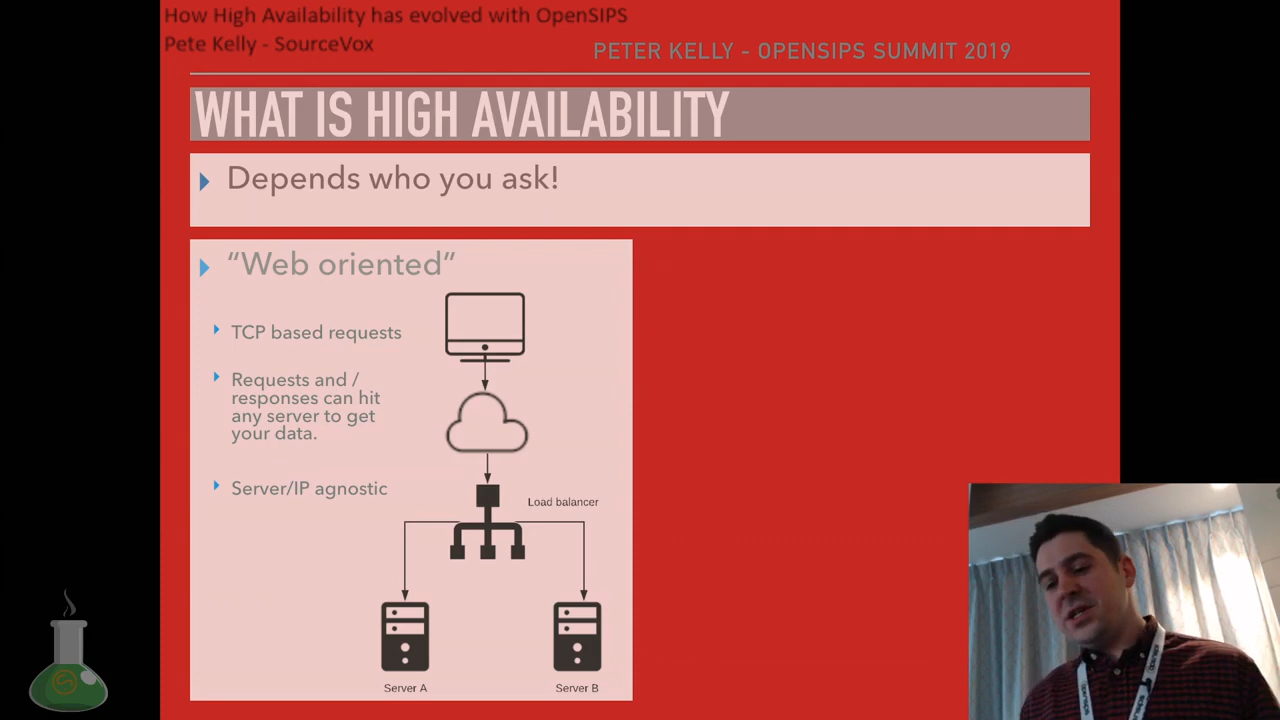 How High Availability has evolved with OpenSIPS
Pete Kelly - SourceVox
PETER KELLY - OPENSIPS SUMMIT 2019
WHAT IS HIGH AVAILABILITY
Depends who you ask!
“Web oriented”
TCP based requests
Requests and /
responses can hit
any server to get
your data.
Server/IP agnostic
Load balancer
Server A
Server B